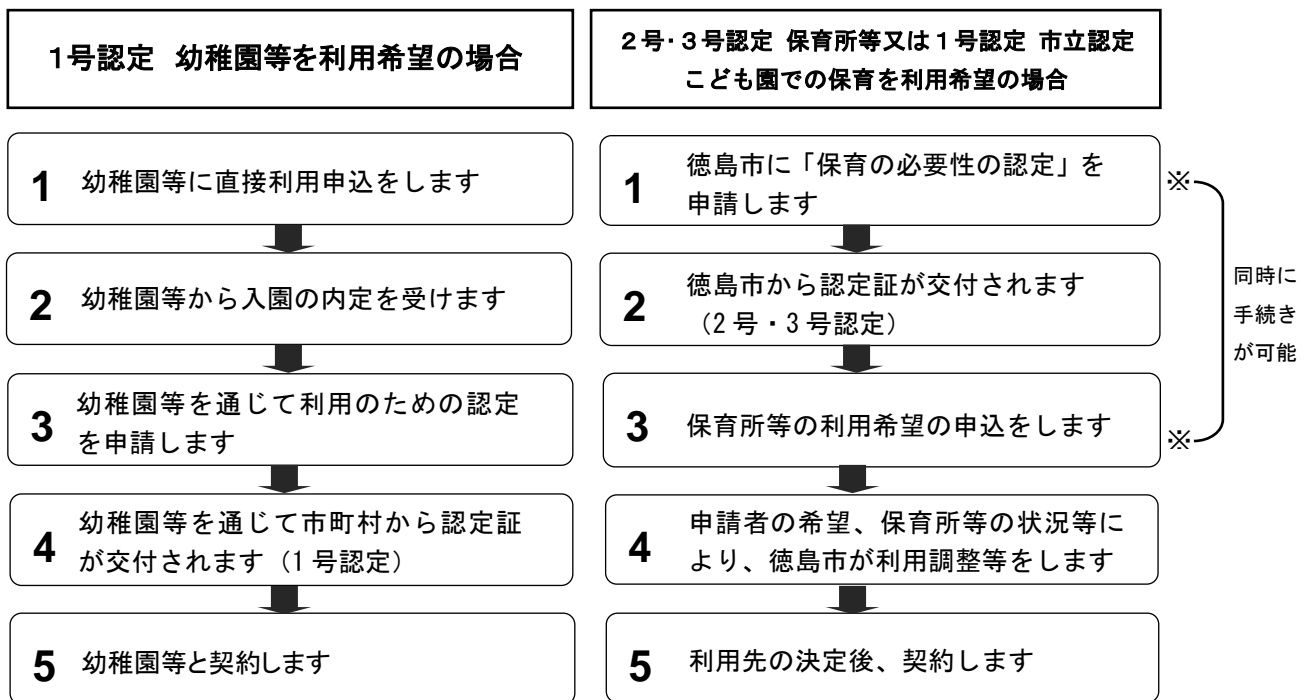 1号認定 幼稚園等を利用希望の場合
1 幼稚園等に直接利用申込をします
2 幼稚園等から入園の内定を受けます
3 幼稚園等を通じて利用のための認定
を申請します
4 幼稚園等を通じて市町村から認定証
が交付されます（1号認定）
5 幼稚園等と契約します
2号・3号認定 保育所等又は1号認定 市立認定
こども園での保育を利用希望の場合
1 徳島市に「保育の必要性の認定」を
申請します
※
2 徳島市から認定証が交付されます
（2号・3号認定）
3 保育所等の利用希望の申込をします
※
同時に
手続き
が可能
4 申請者の希望、保育所等の状況等に
より、徳島市が利用調整等をします
5 利用先の決定後、契約します